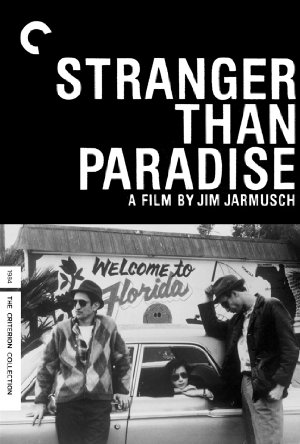 STRANGER
THAN
PARADISE
A FILM BY JIM JARMUSCH
WELCOME to
Florida
1984
THE CRITERION COLLECTION